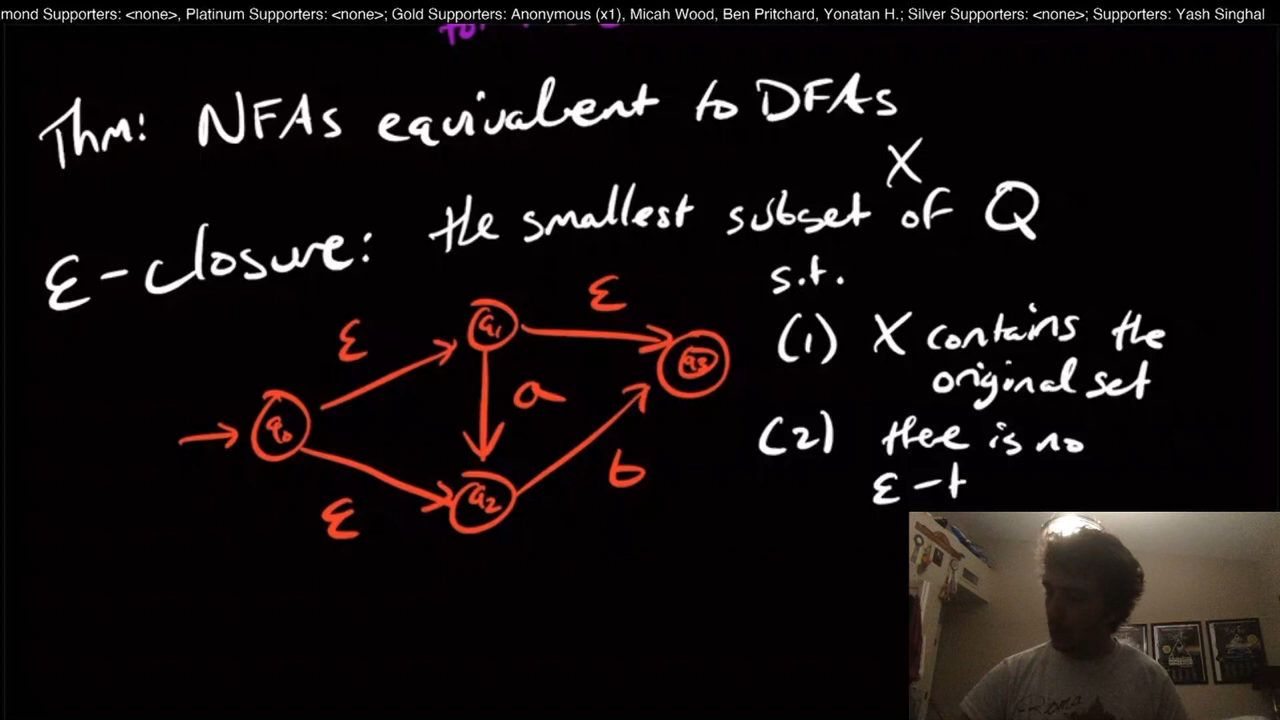 mond Supporters: <none>, Platinum Supporters: <none>; Gold Supporters: Anonymous (x1), Micah Wood, Ben Pritchard, Yonatan H.; Silver Supporters: <none>; Supporters: Yash Singhal
Thm: NFAs equivalent to DFAs
X
ε-closure: the smallest subset of Q
s.t.
(1) X contains the
original set
(2) there is no
ε-t
ε
q1
ε
q3
a
q0
b
ε
q2